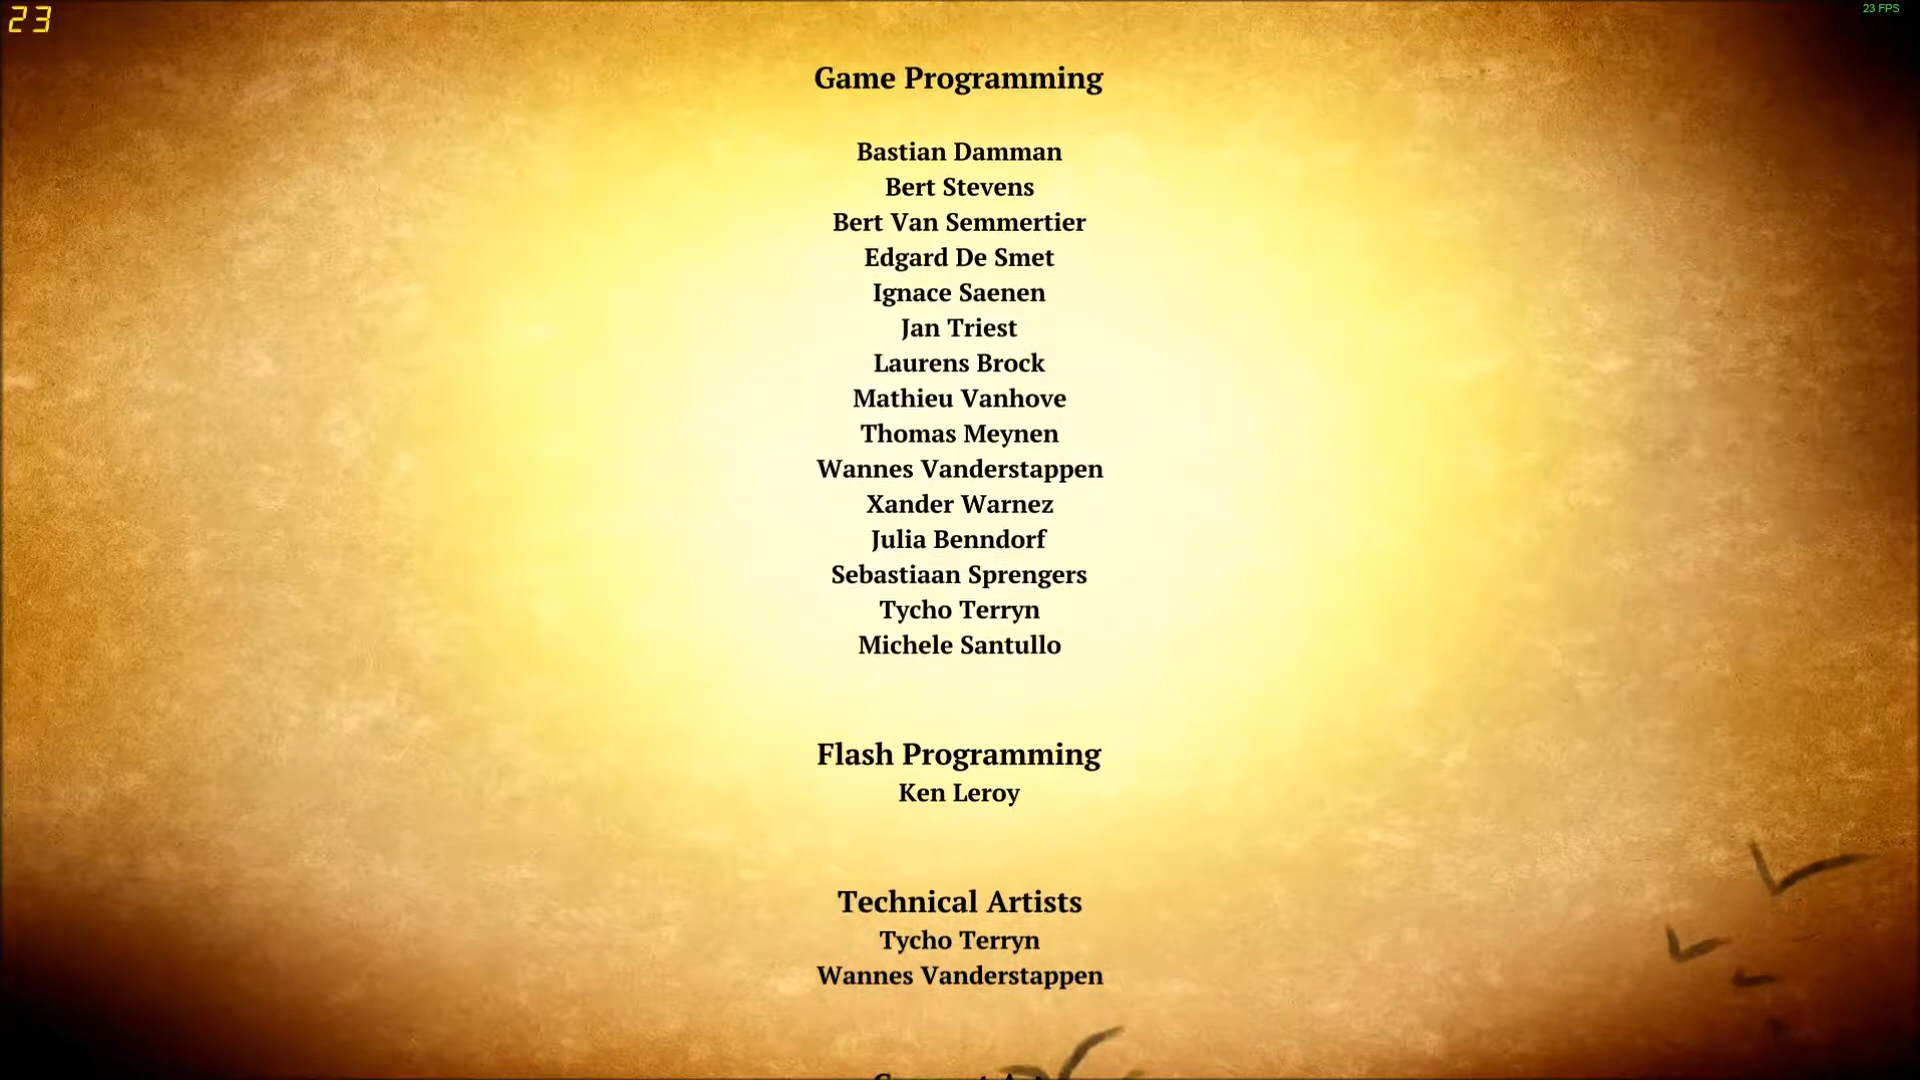 23
23 FPS
Game Programming
Bastian Damman
Bert Stevens
Bert Van Semmertier
Edgard De Smet
Ignace Saenen
Jan Triest
Laurens Brock
Mathieu Vanhove
Thomas Meynen
Wannes Vanderstappen
Xander Warnez
Julia Benndorf
Sebastiaan Sprengers
Tycho Terryn
Michele Santullo
Flash Programming
Ken Leroy
Technical Artists
Tycho Terryn
Wannes Vanderstappen